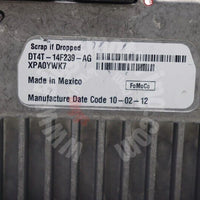 Scrap if Dropped
DT4T-14F239-AG
XPA0YWK7
Made in Mexico
FoMoCo
Manufacture Date Code 10-02-12